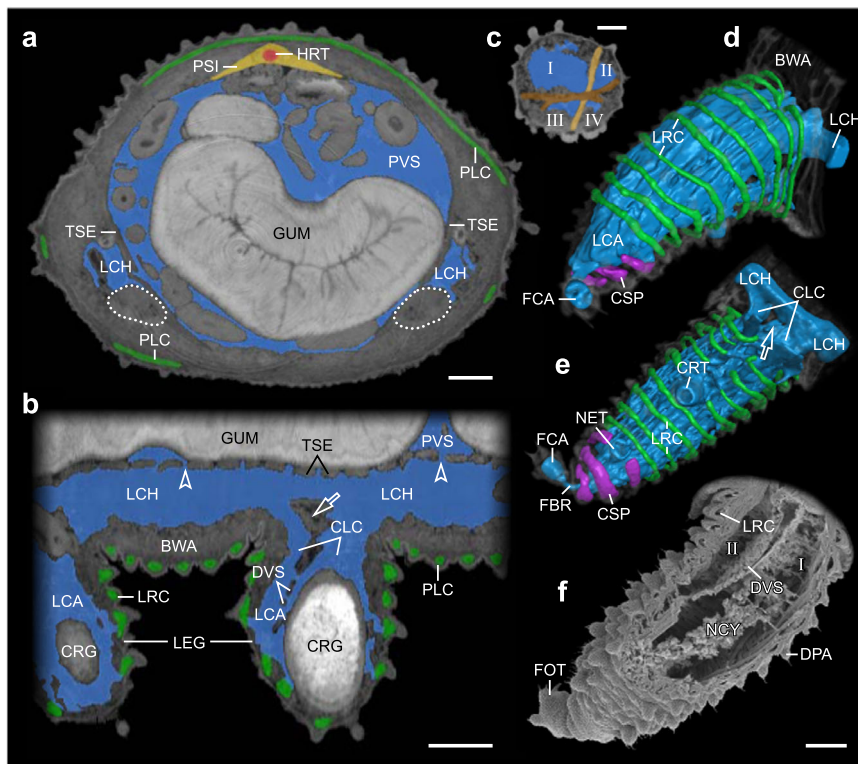 a
HRT
PSI
PVS
PLC
TSE
TSE
GUM
LCH
LCH
PLC
b
GUM
TSE
PVS
LCH
LCH
BWA
CLC
DVS
LRC
PLC
LCA
LCA
LEG
CRG
CRG
c
I
II
III
IV
d
BWA
LCH
LRC
LCA
CSP
FCA
e
LCH
CLC
LCH
CRT
NET
LRC
FCA
FBR
CSP
f
LRC
II
I
DVS
NCY
DPA
FOT